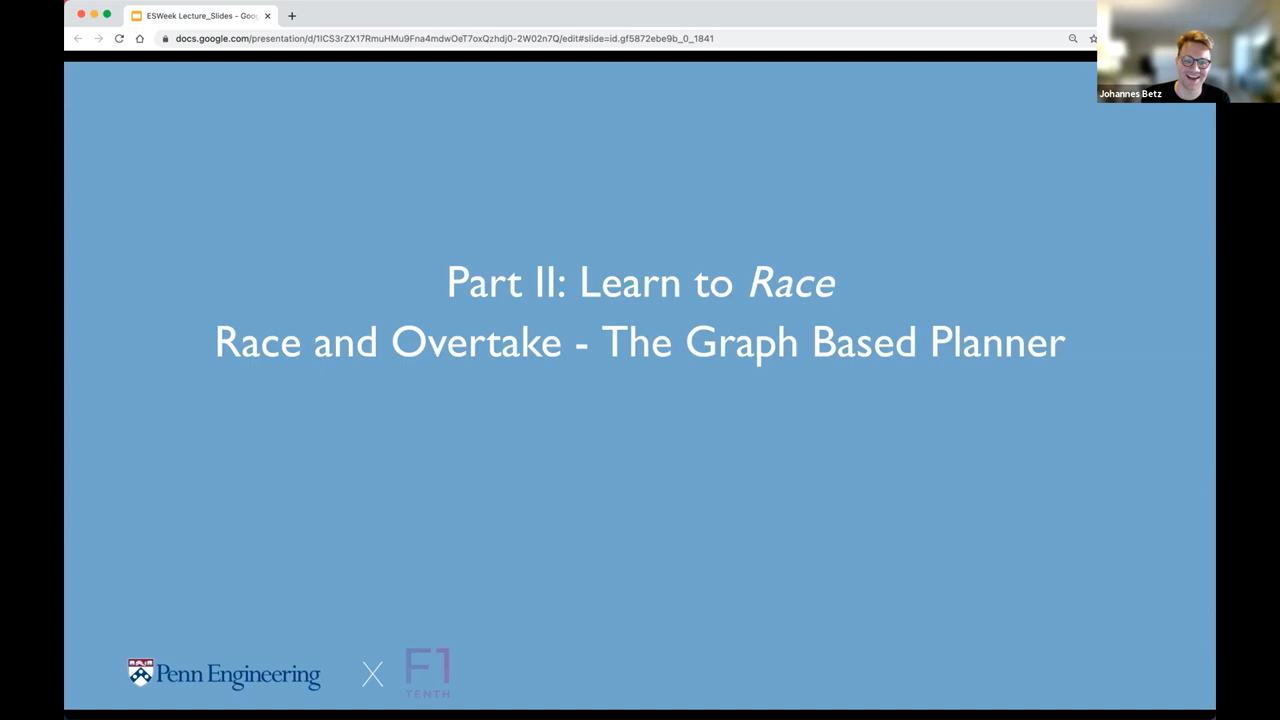 ESWeek Lecture_Slides - Goo
docs.google.com/presentation/d/1ICS3rZX17RmuHMu9Fna4mdwOeT7oxQzhdj0-2W02n7Q/edit#slide=id.gf5872ebe9b_0_1841
Johannes Betz
Part II: Learn to Race
Race and Overtake - The Graph Based Planner
Penn Engineering X F1
TENTH